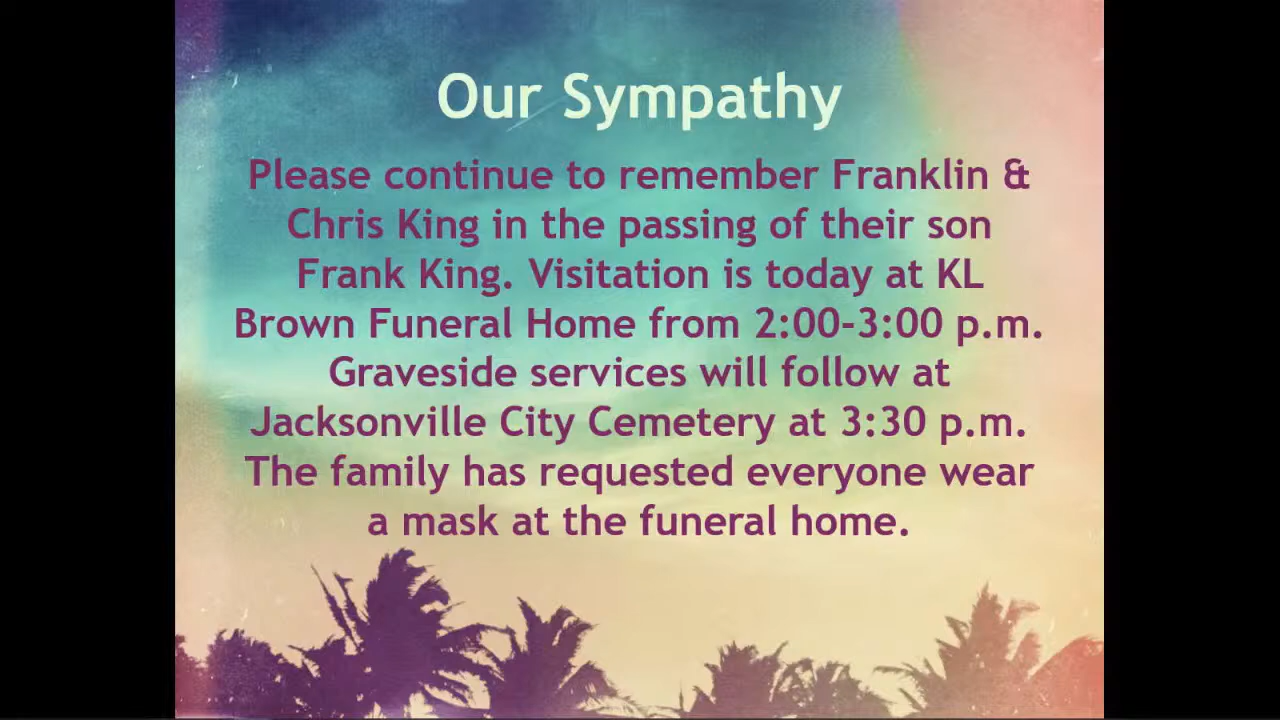 Our Sympathy
Please continue to remember Franklin &
Chris King in the passing of their son
Frank King. Visitation is today at KL
Brown Funeral Home from 2:00-3:00 p.m.
Graveside services will follow at
Jacksonville City Cemetery at 3:30 p.m.
The family has requested everyone wear
a mask at the funeral home.